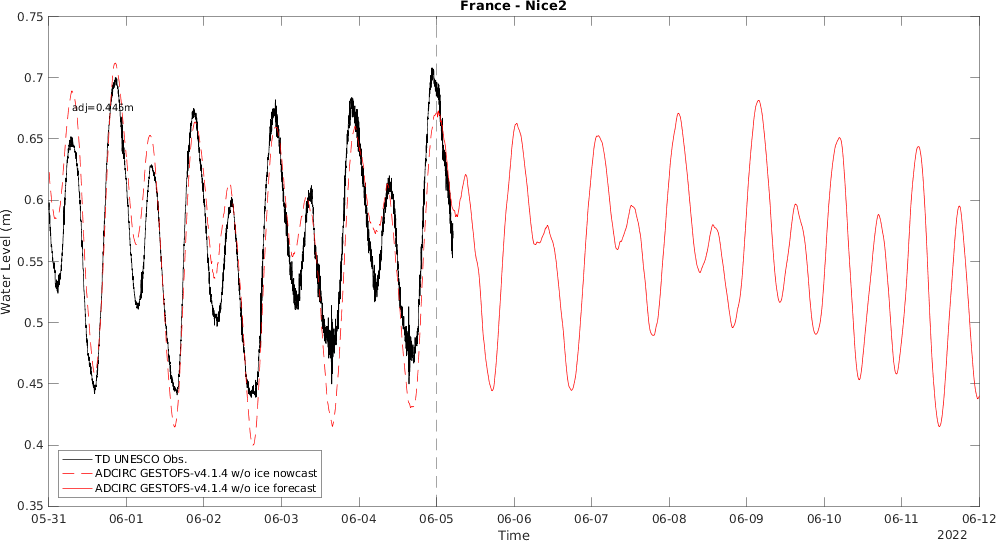 France - Nice2
0.75
0.7
0.65
0.6
0.55
0.5
0.45
0.4
0.35
Water Level (m)
adj=0.445m
TD UNESCO Obs.
ADCIRC GESTOFS-v4.1.4 w/o ice nowcast
ADCIRC GESTOFS-v4.1.4 w/o ice forecast
05-31 06-01 06-02 06-03 06-04 06-05 06-06 06-07 06-08 06-09 06-10 06-11 06-12
Time
2022